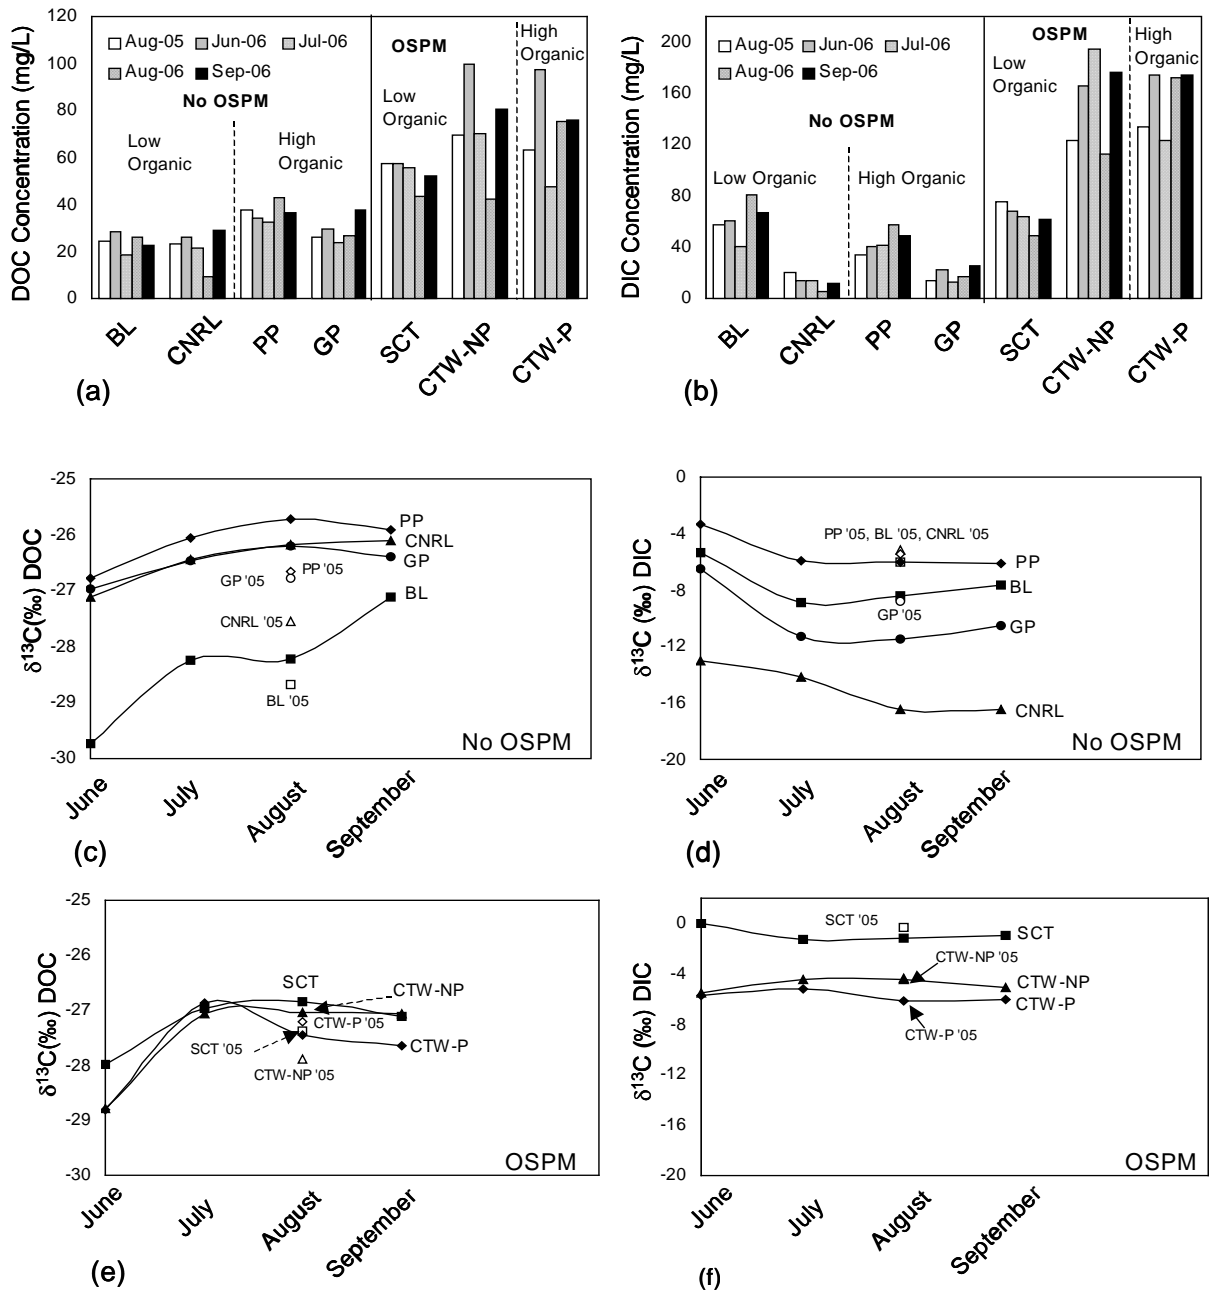 DOC Concentration (mg/L)
120
100
80
60
40
20
0
Aug-05 Jun-06 Jul-06
Aug-06 Sep-06
No OSPM
Low Organic
High Organic
OSPM
Low Organic
High Organic
BL CNRL PP GP SCT CTW-NP CTW-P
(a)
DIC Concentration (mg/L)
200
160
120
80
40
0
Aug-05 Jun-06 Jul-06
Aug-06 Sep-06
No OSPM
Low Organic
High Organic
OSPM
Low Organic
High Organic
BL CNRL PP GP SCT CTW-NP CTW-P
(b)
δ¹³C(‰) DOC
-25
-26
-27
-28
-29
-30
PP
CNRL
GP
BL
GP '05
PP '05
CNRL '05
BL '05
No OSPM
June July August September
(c)
δ¹³C (‰) DIC
0
-4
-8
-12
-16
-20
PP '05, BL '05, CNRL '05
PP
BL
GP '05
GP
CNRL
No OSPM
June July August September
(d)
δ¹³C(‰) DOC
-25
-26
-27
-28
-29
-30
SCT
CTW-NP
CTW-P '05
SCT '05
CTW-P
CTW-NP '05
OSPM
June July August September
(e)
δ¹³C (‰) DIC
0
-4
-8
-12
-16
-20
SCT '05
SCT
CTW-NP '05
CTW-NP
CTW-P
CTW-P '05
OSPM
June July August September
(f)